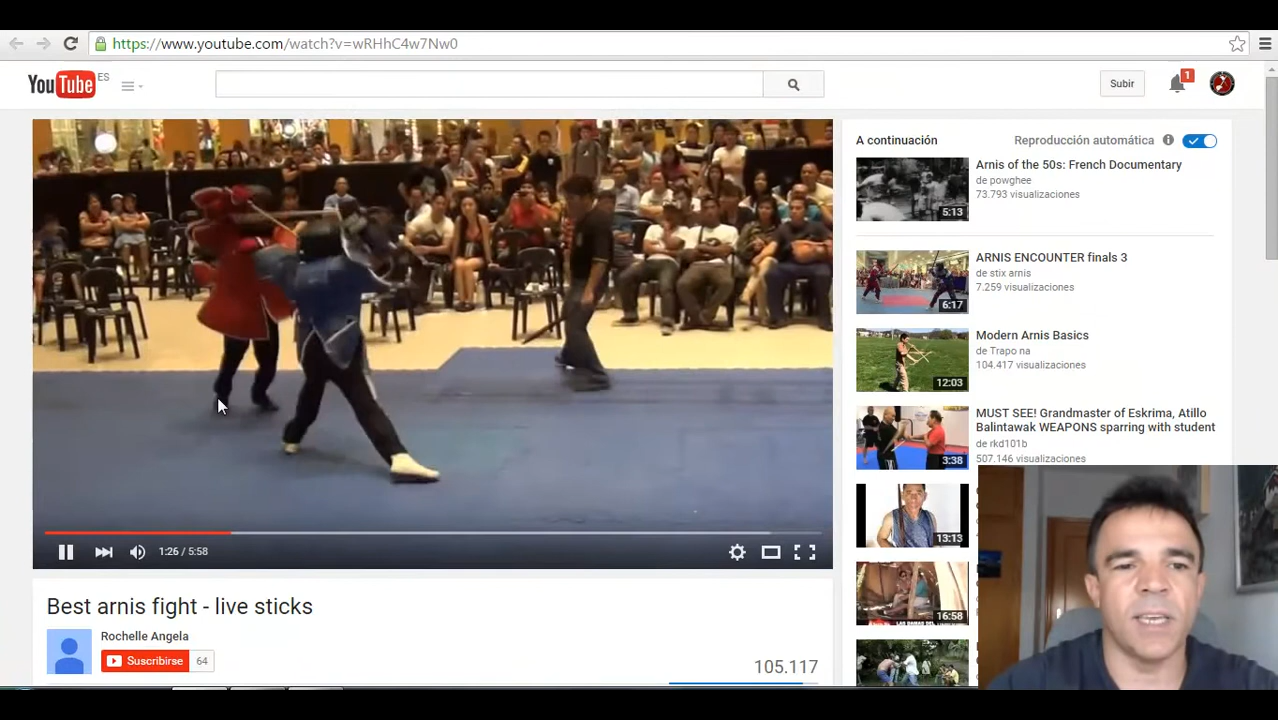 https://www.youtube.com/watch?v=wRHhC4w7Nw0
YouTube ES
Subir
1
A continuación
Reproducción automática
Arnis of the 50s: French Documentary
de powghee
73.793 visualizaciones
5:13
ARNIS ENCOUNTER finals 3
de stix arnis
7.259 visualizaciones
6:17
Modern Arnis Basics
de Trapo na
104.417 visualizaciones
12:03
MUST SEE! Grandmaster of Eskrima, Atillo
Balintawak WEAPONS sparring with student
de rkd101b
507.146 visualizaciones
3:38
13:13
16:58
1:26 / 5:58
Best arnis fight - live sticks
Rochelle Angela
Suscribirse 64
105.117